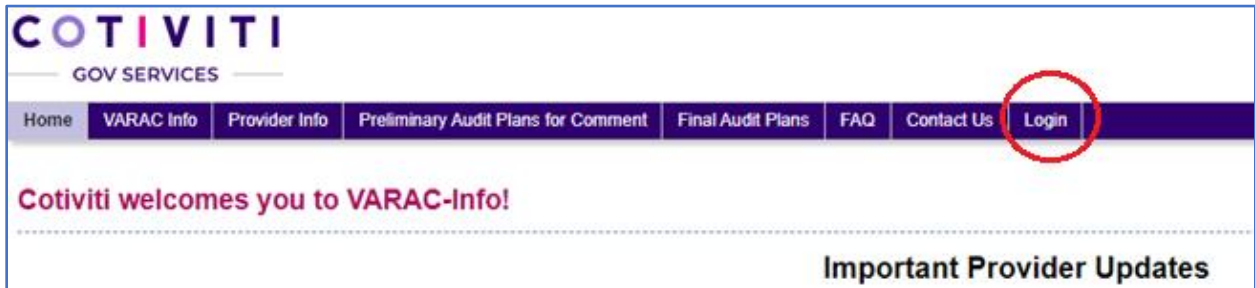 COTIVITI
GOV SERVICES
Home VARAC Info Provider Info Preliminary Audit Plans for Comment Final Audit Plans FAQ Contact Us Login
Cotiviti welcomes you to VARAC-Info!
Important Provider Updates